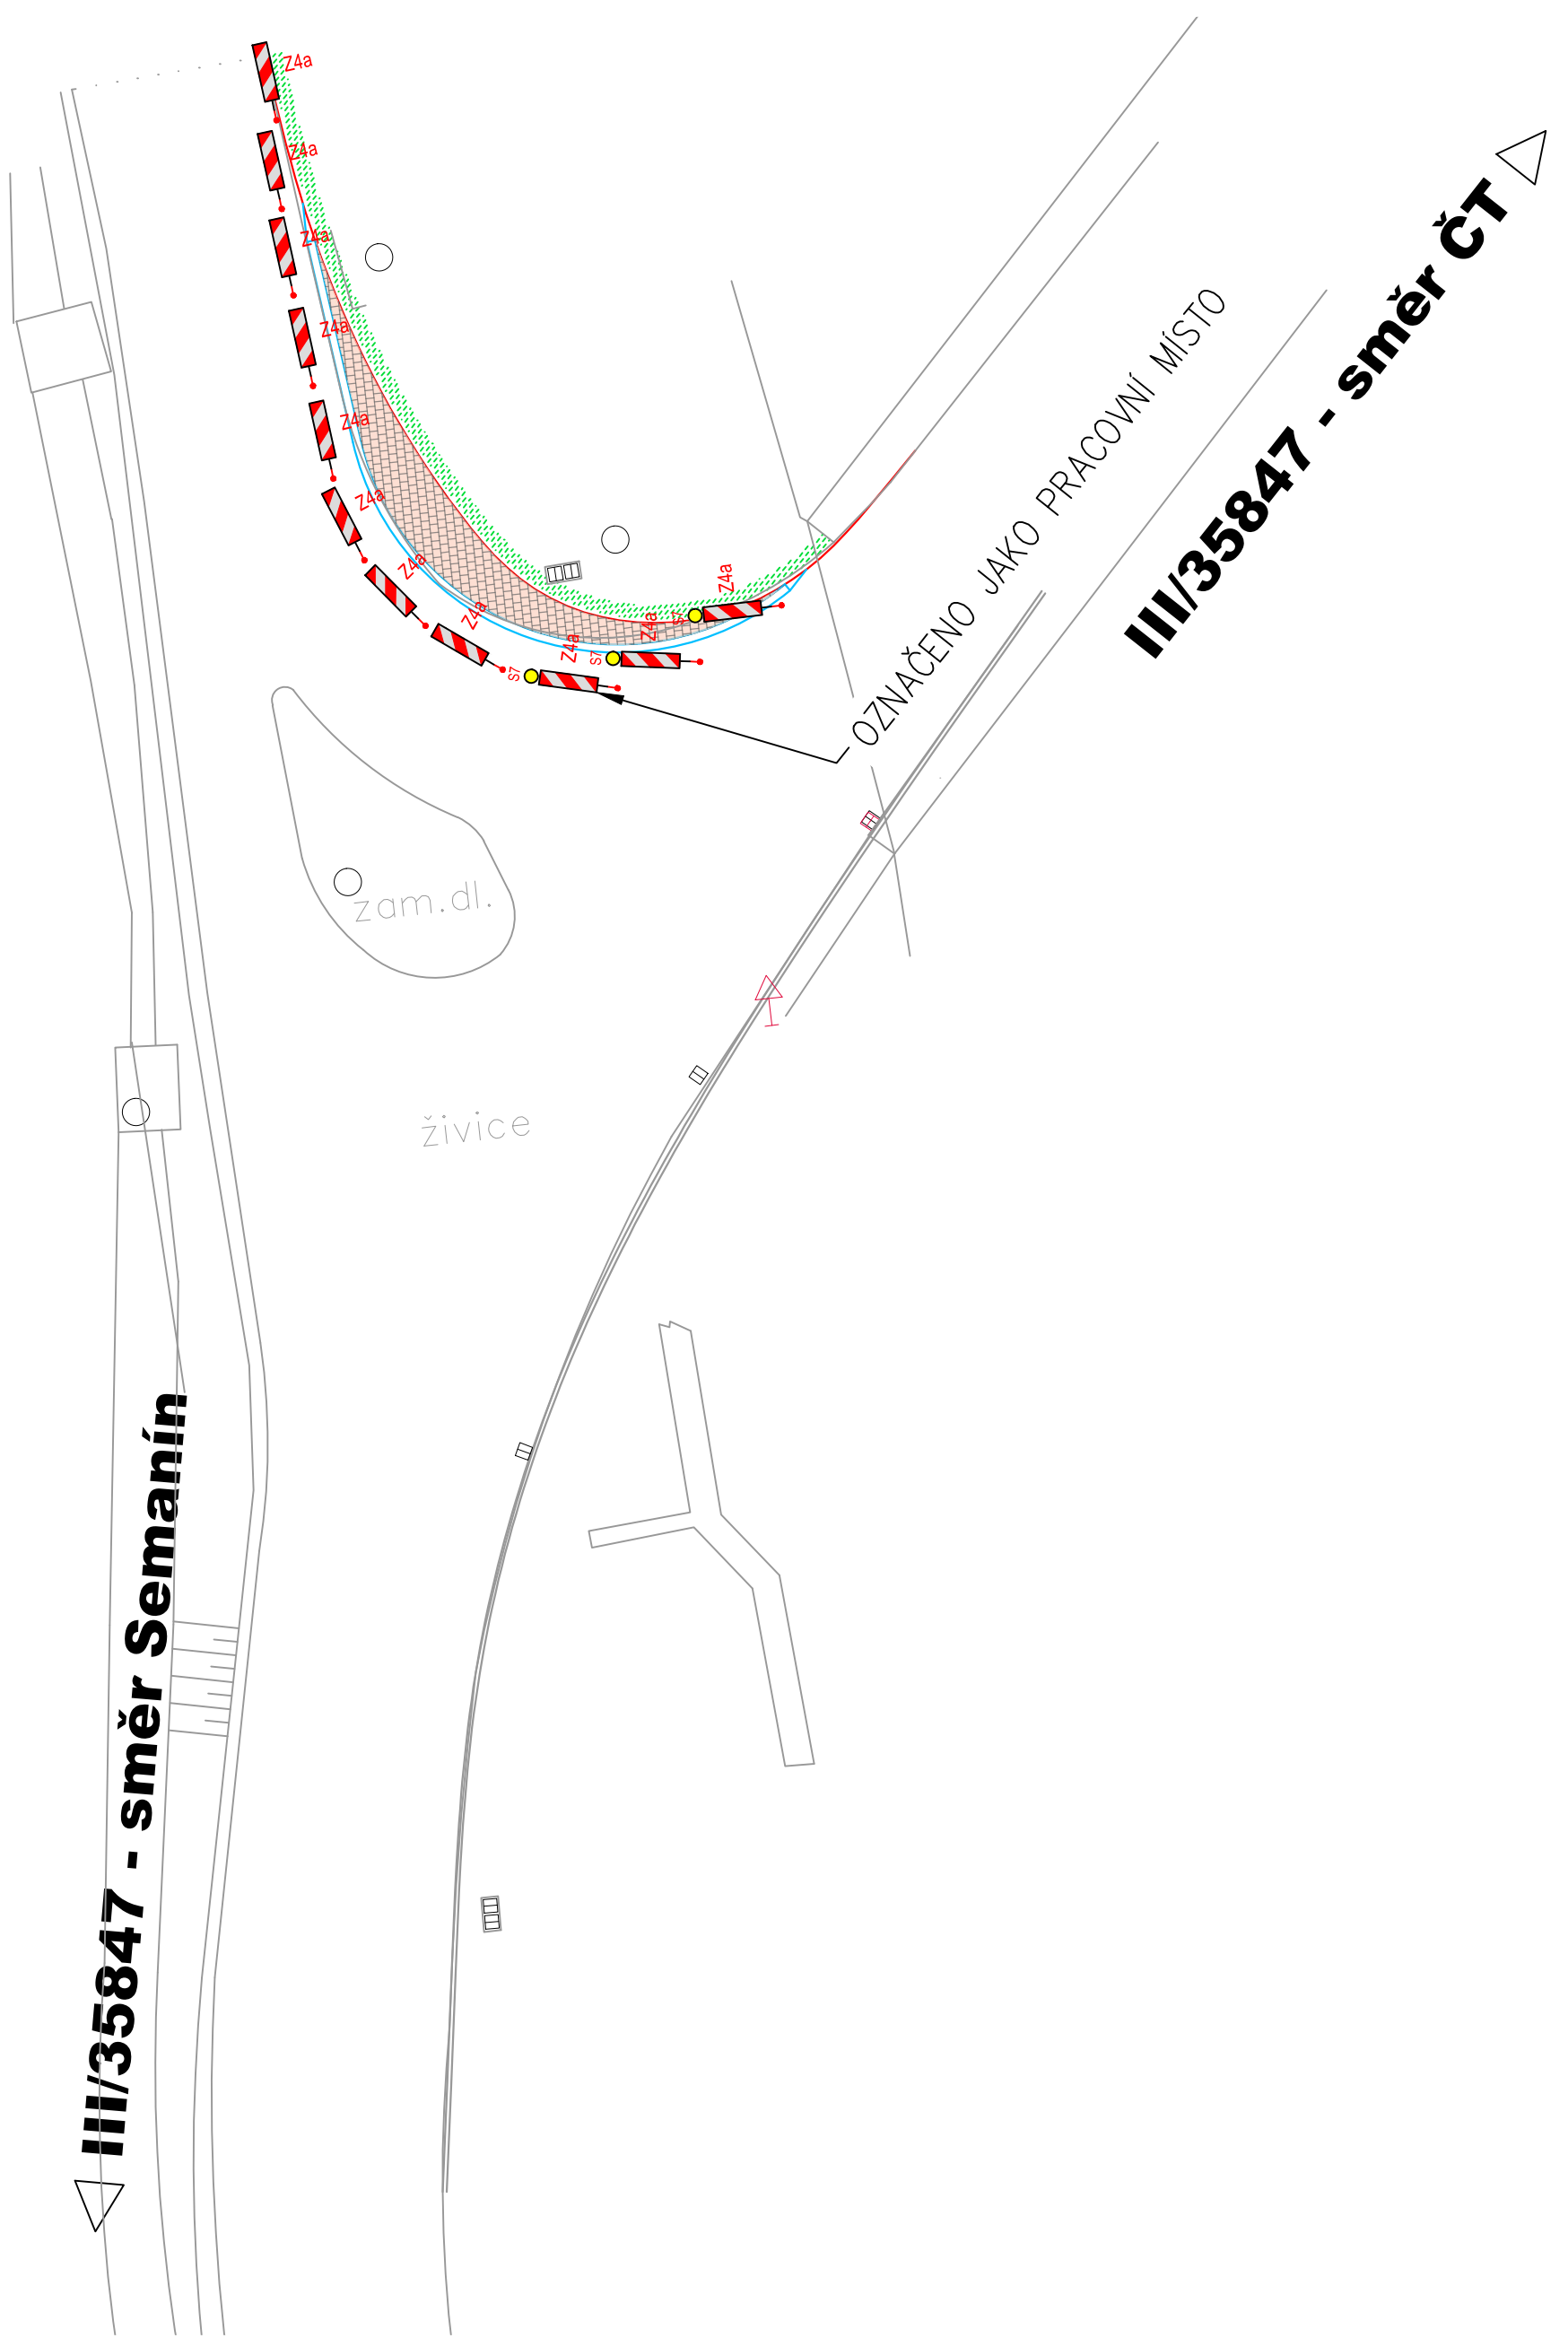 Z4a
Z4a
Z4a
Z4a
Z4a
Z4a
Z4a
Z4a
Z4a
Z4a
Z4a
S7
S7
S7
OZNAČENO JAKO PRACOVNÍ MÍSTO
III/35847 - směr ČT
zam.dl.
živice
III/35847 - směr Semanín